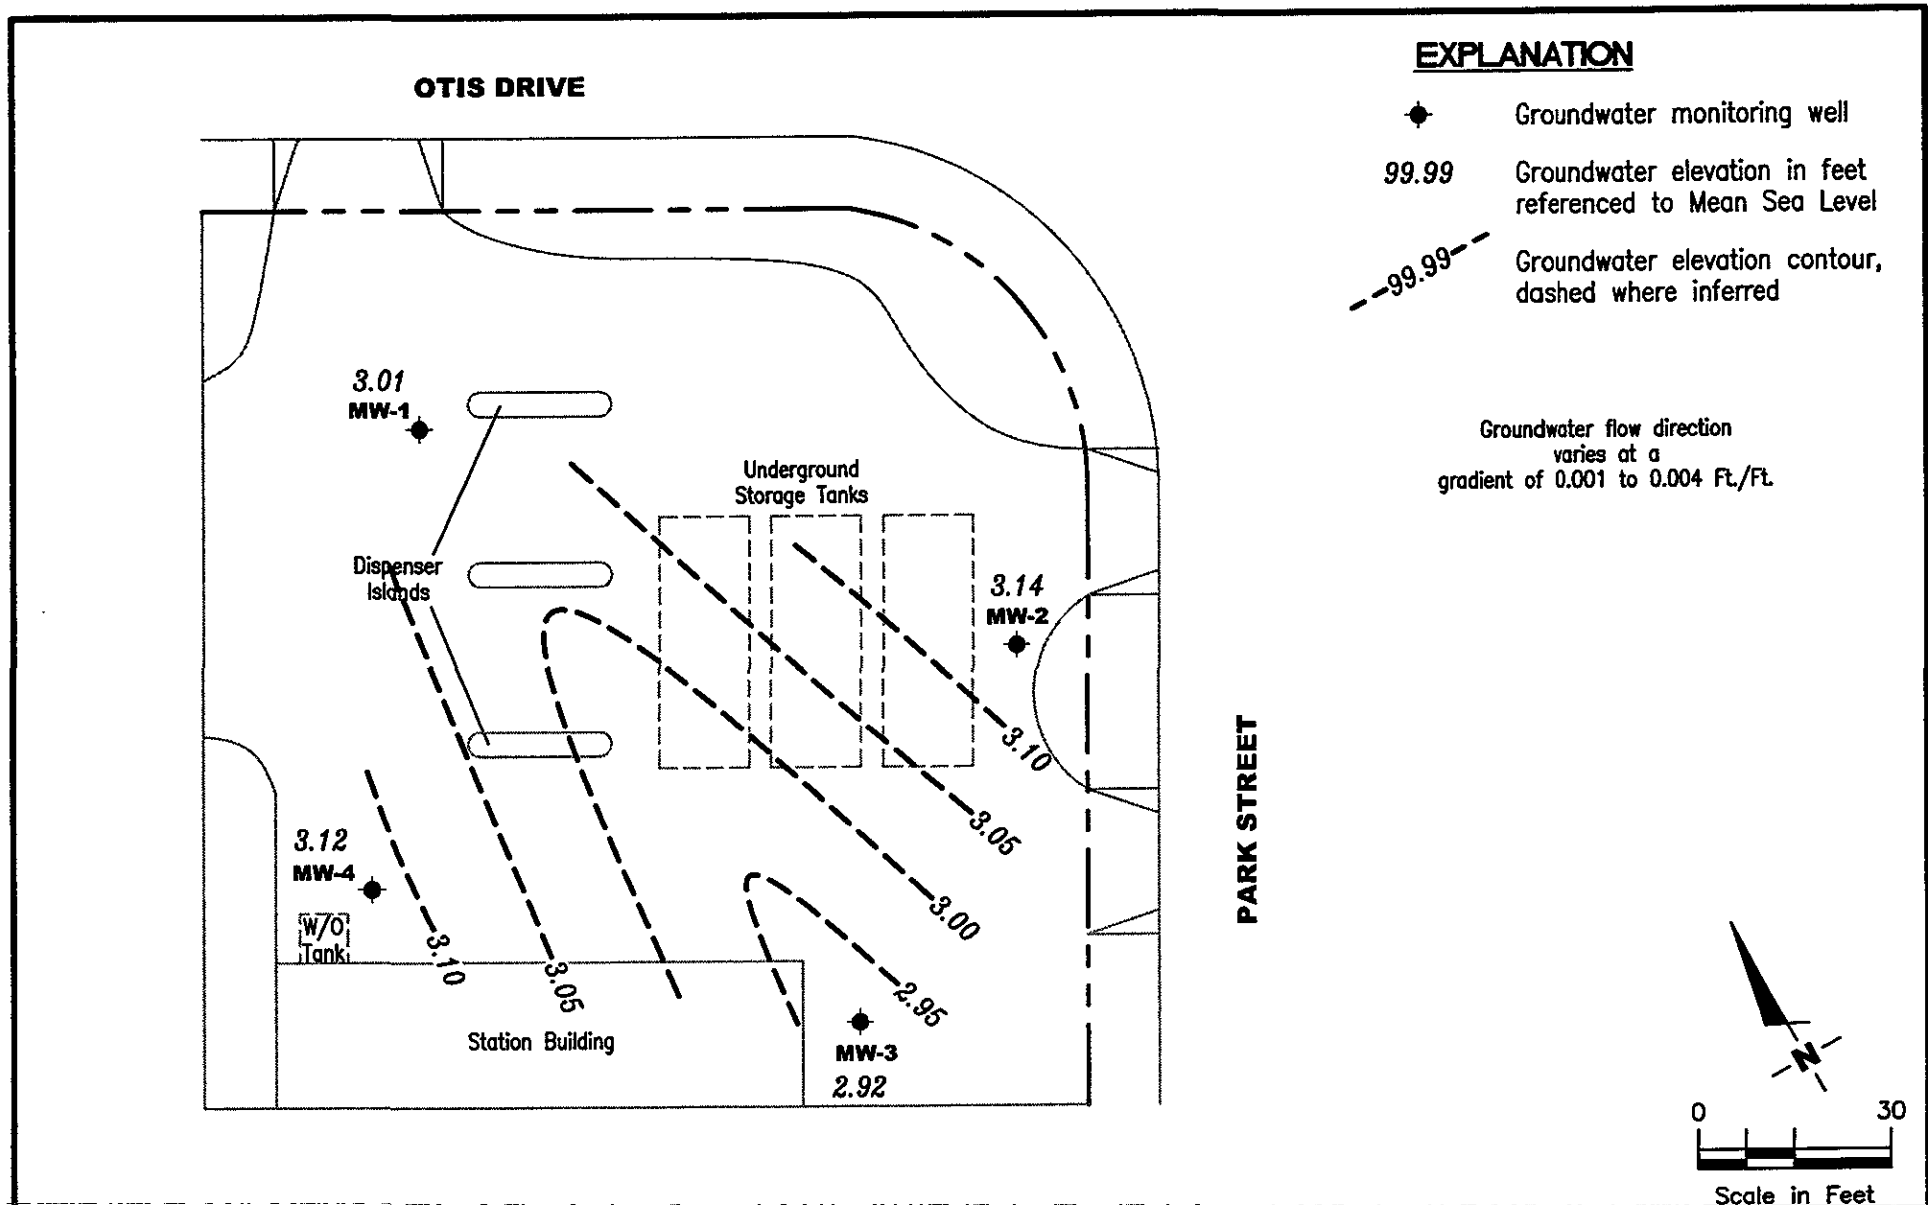 OTIS DRIVE
EXPLANATION
Groundwater monitoring well
99.99
Groundwater elevation in feet
referenced to Mean Sea Level
99.99
Groundwater elevation contour,
dashed where inferred
Groundwater flow direction
varies at a
gradient of 0.001 to 0.004 Ft./Ft.
3.01
MW-1
Underground
Storage Tanks
Dispenser
Islands
3.14
MW-2
3.10
3.05
3.00
2.95
PARK STREET
3.12
MW-4
W/O
Tank
3.10
3.05
Station Building
MW-3
2.92
N
0 30
Scale in Feet